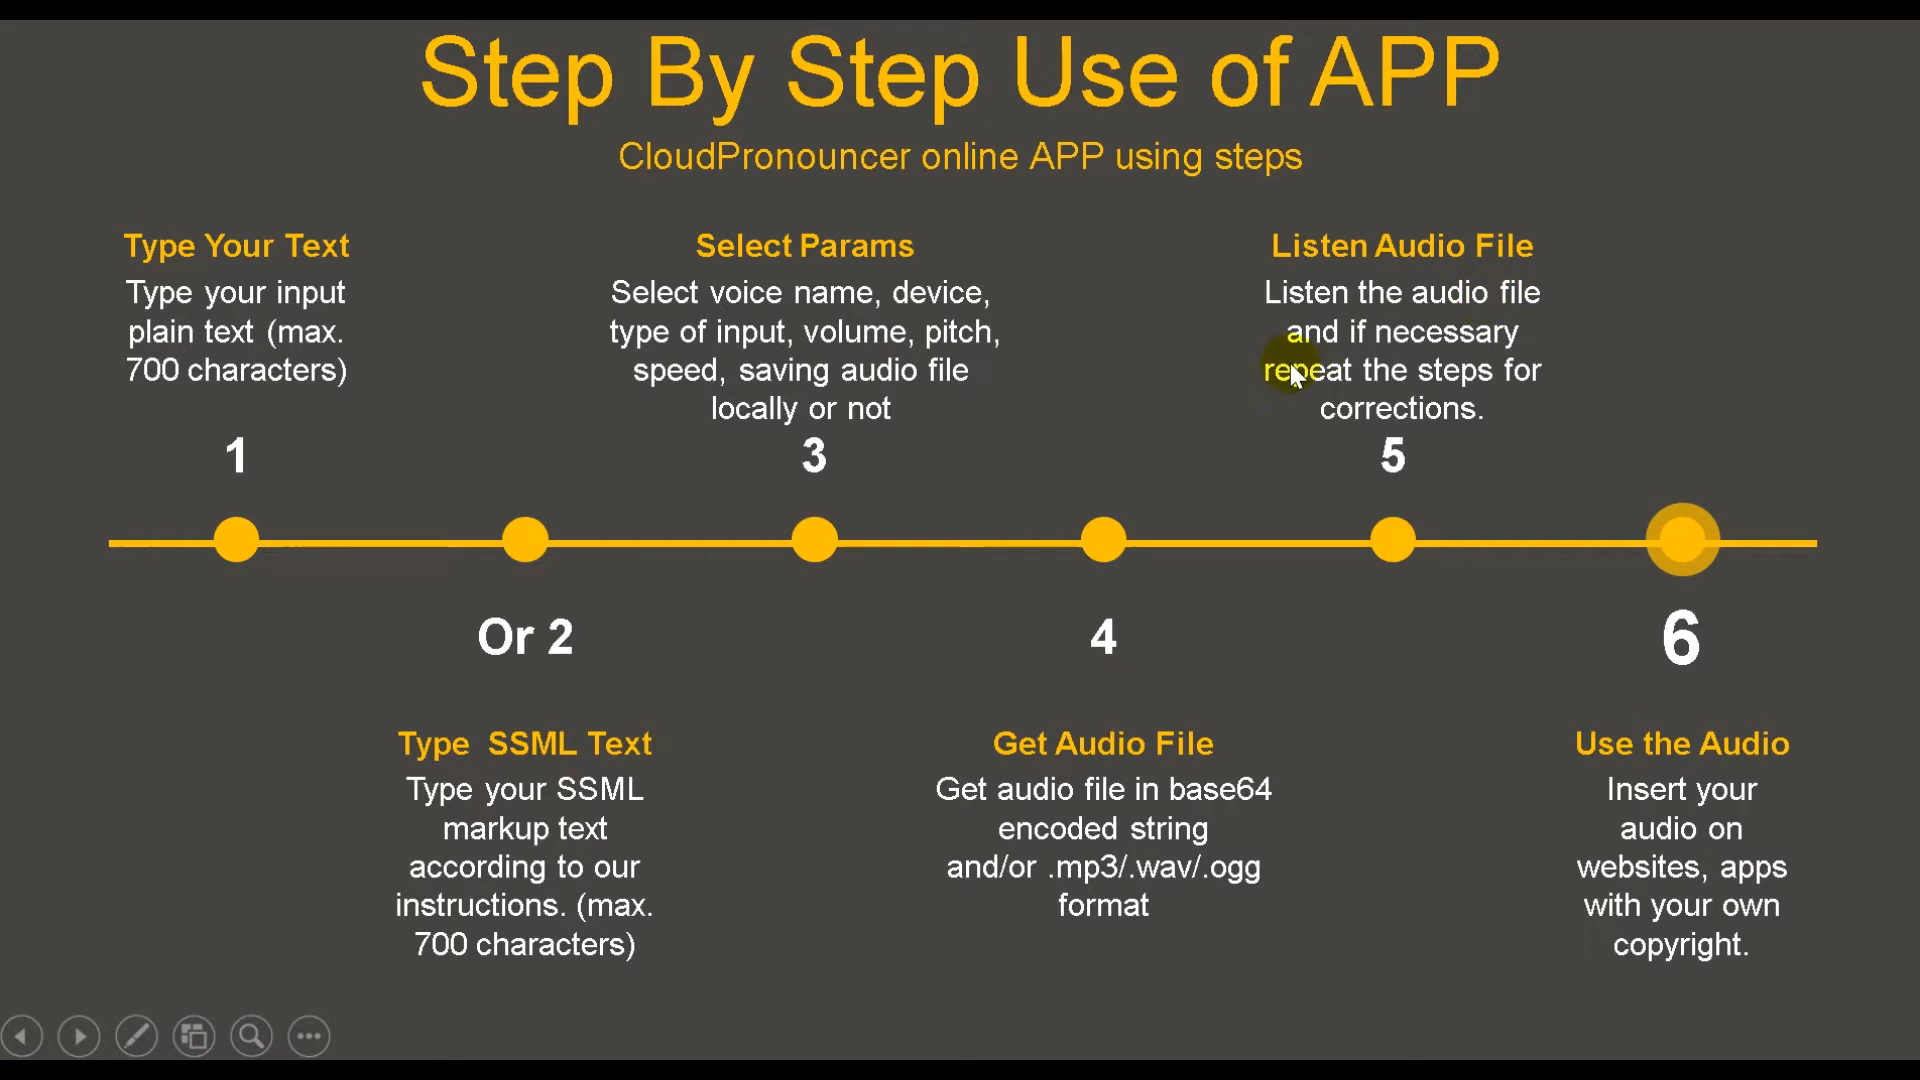 Step By Step Use of APP
CloudPronouncer online APP using steps
Type Your Text
Type your input
plain text (max.
700 characters)
1
Or 2
Type SSML Text
Type your SSML
markup text
according to our
instructions. (max.
700 characters)
Select Params
Select voice name, device,
type of input, volume, pitch,
speed, saving audio file
locally or not
3
4
Get Audio File
Get audio file in base64
encoded string
and/or .mp3/.wav/.ogg
format
Listen Audio File
Listen the audio file
and if necessary
repeat the steps for
corrections.
5
6
Use the Audio
Insert your
audio on
websites, apps
with your own
copyright.